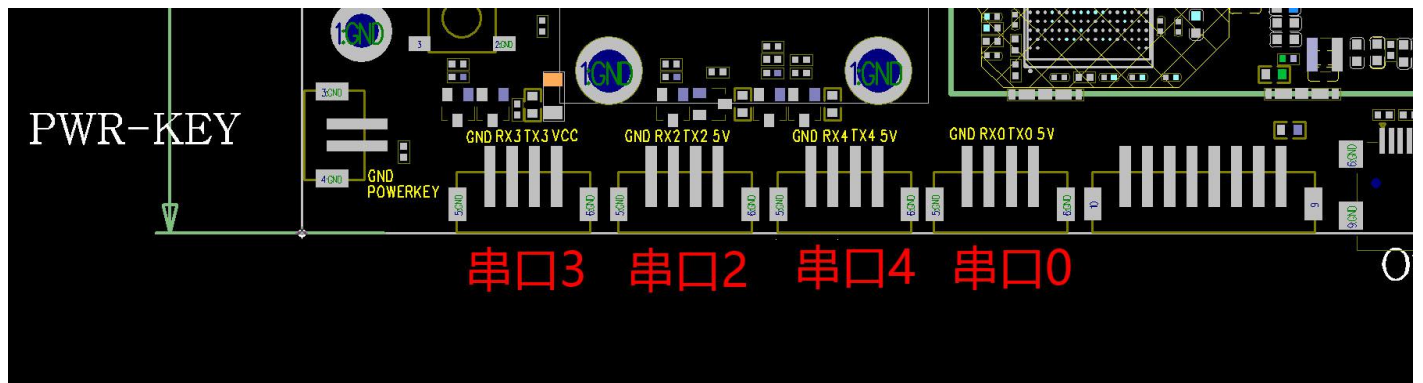 1:GND
3
2:GND
1:GND
1:GND
3:GND
PWR-KEY
GND RX3 TX3 VCC
GND RX2 TX2 5V
GND RX4 TX4 5V
GND RX0 TX0 5V
4:GND
GND
POWERKEY
5:GND
6:GND
5:GND
6:GND
5:GND
6:GND
5:GND
6:GND
10
9
6:GND
9:GND
串口3
串口2
串口4
串口0